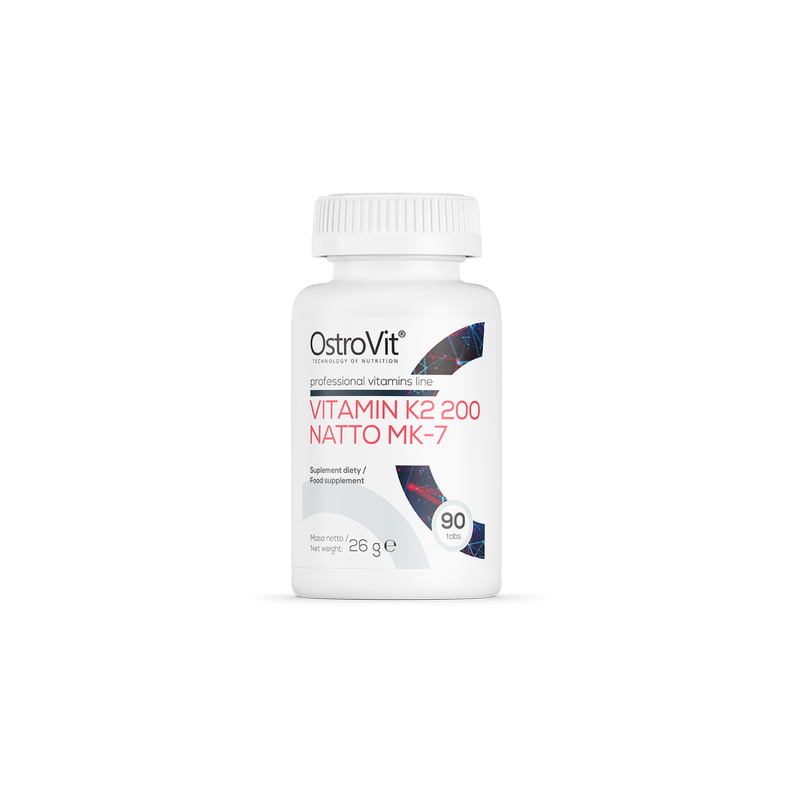 OstroVit®
TECHNOLOGY OF NUTRITION
professional vitamins line
VITAMIN K2 200
NATTO MK-7
Suplement diety /
Food supplement
90
tabs
Masa netto /
Net weight: 26 g ℮